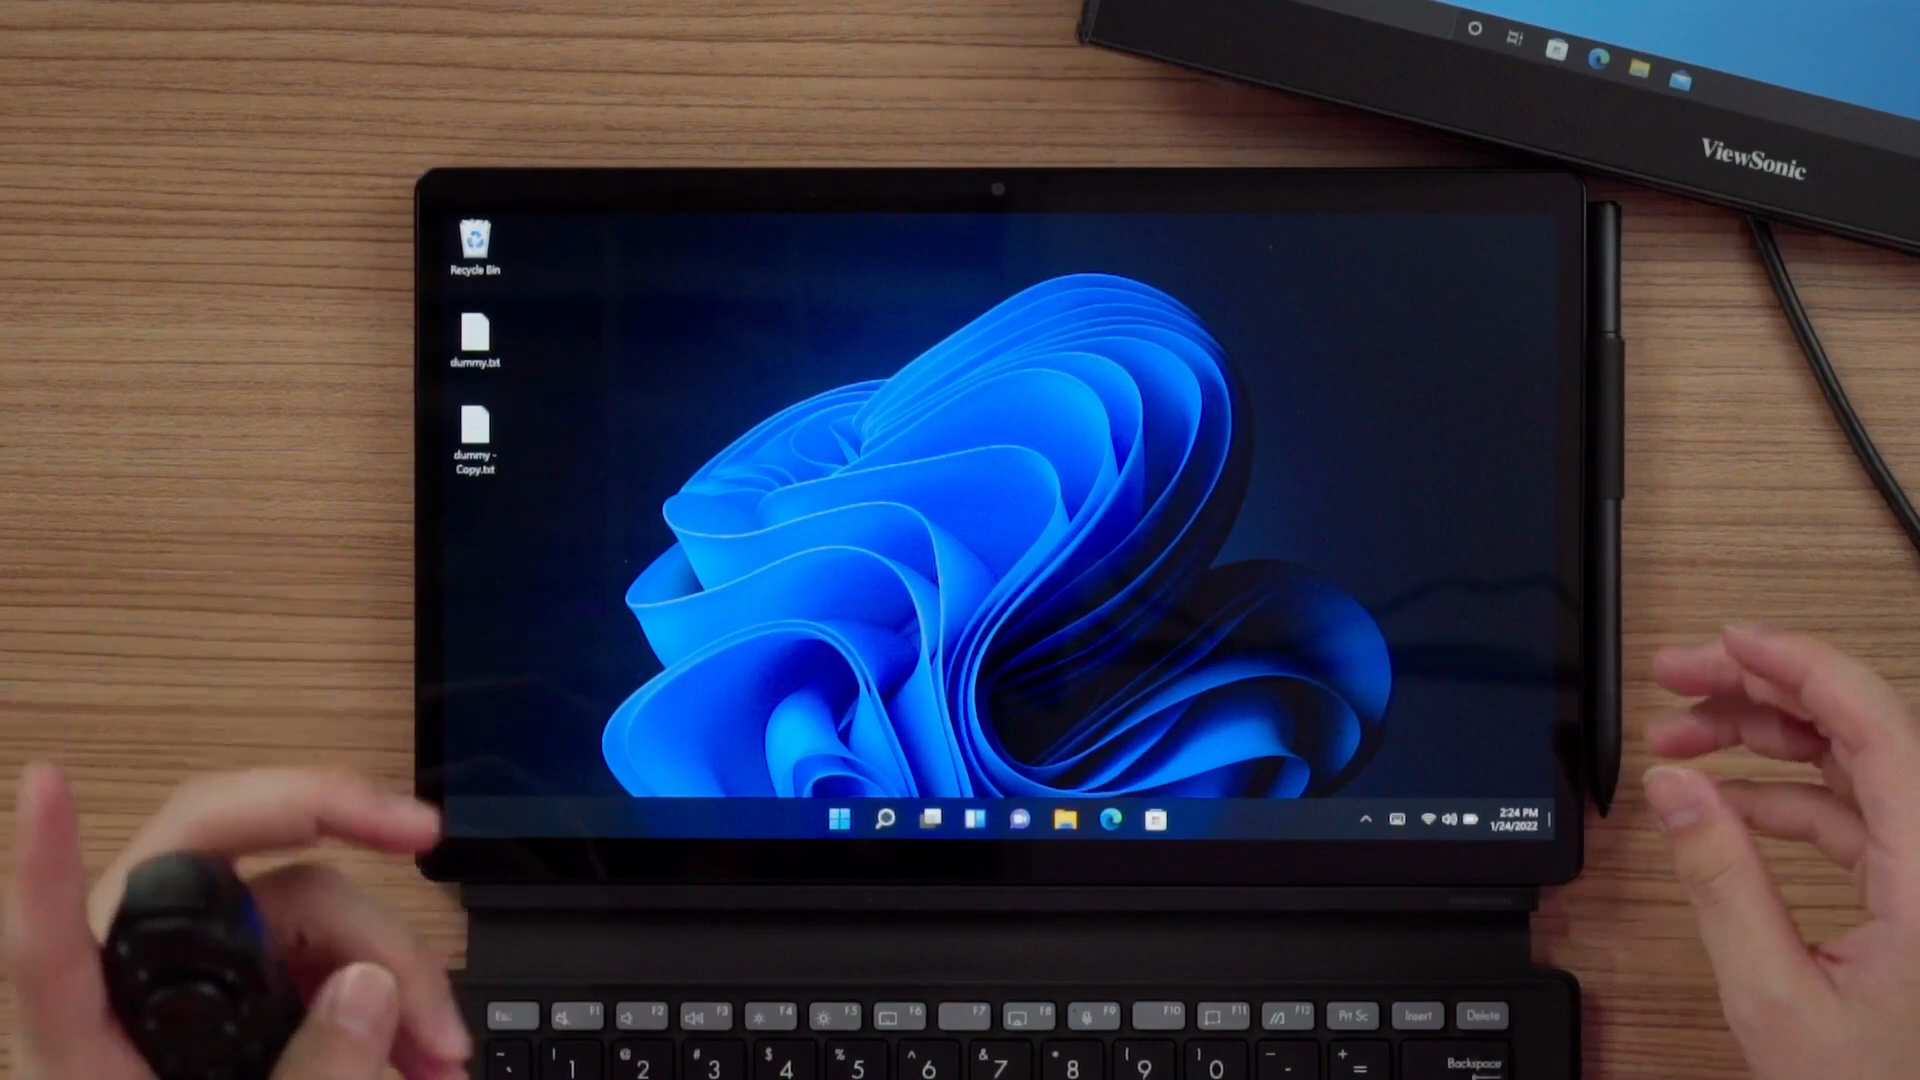 ViewSonic
Recycle Bin
dummy.txt
dummy -
Copy.txt
2:24 PM
1/24/2022
Esc F1 F2 F3 F4 F5 F6 F7 F8 F9 F10 F11 F12 Prt Sc Insert Delete
~ ! @ # $ % ^ & * ( ) _ +
` 1 2 3 4 5 6 7 8 9 0 - = Backspace